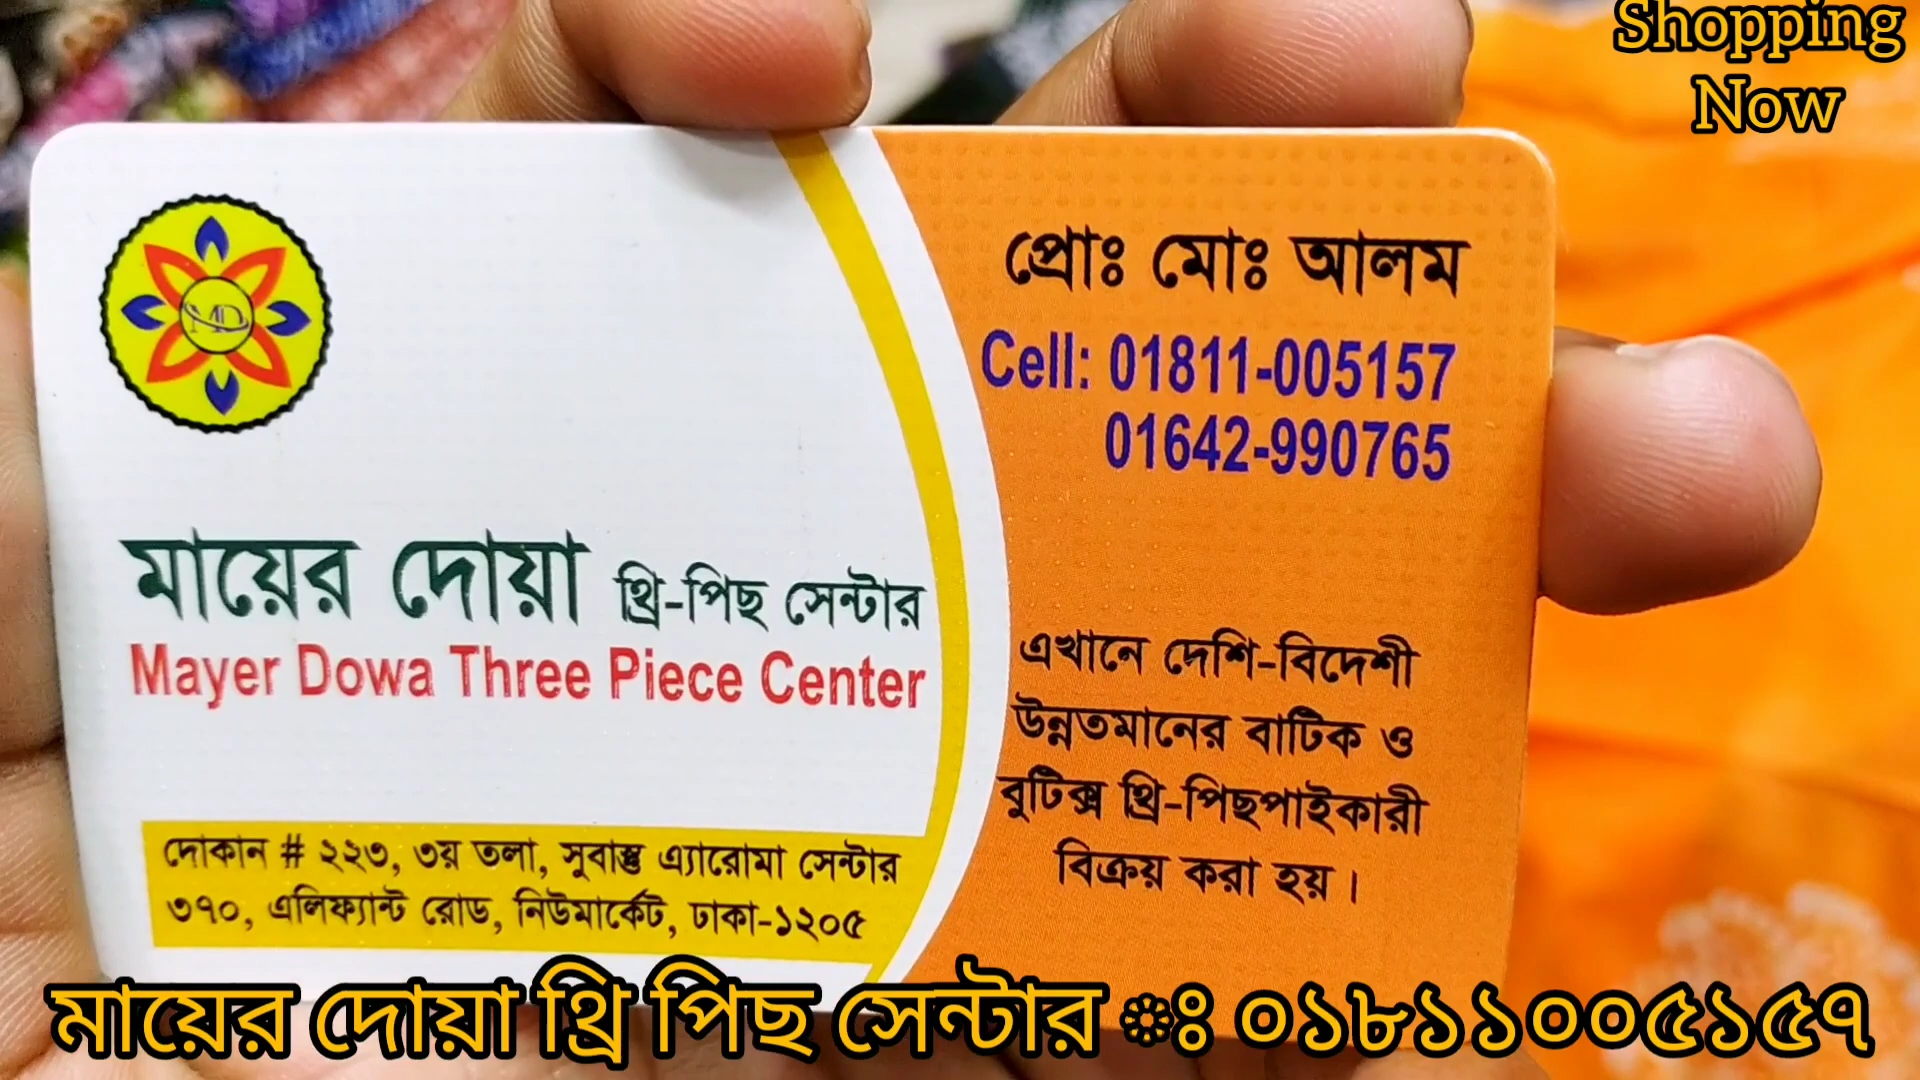 Shopping
Now
MD
প্রোঃ মোঃ আলম
Cell: 01811-005157
01642-990765
মায়ের দোয়া থ্রি-পিছ সেন্টার
Mayer Dowa Three Piece Center
এখানে দেশি-বিদেশী
উন্নতমানের বাটিক ও
বুটিক্স থ্রি-পিছপাইকারী
বিক্রয় করা হয়।
দোকান # ২২৩, ৩য় তলা, সুবাস্তু এ্যারোমা সেন্টার
৩৭০, এলিফ্যান্ট রোড, নিউমার্কেট, ঢাকা-১২০৫
মায়ের দোয়া থ্রি পিছ সেন্টার ঃ ০১৮১১০০৫১৫৭